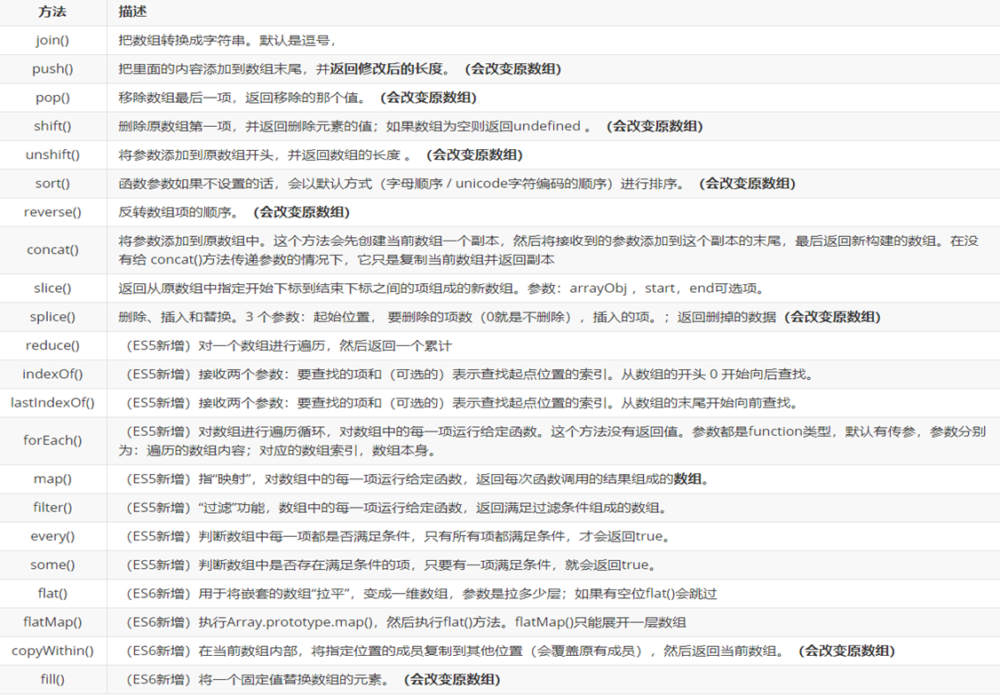 方法 描述
join() 把数组转换成字符串。默认是逗号，
push() 把里面的内容添加到数组末尾，并返回修改后的长度。（会改变原数组)
pop() 移除数组最后一项，返回移除的那个值。（会改变原数组)
shift() 删除原数组第一项，并返回删除元素的值；如果数组为空则返回undefined 。（会改变原数组)
unshift() 将参数添加到原数组开头，并返回数组的长度 。（会改变原数组)
sort() 函数参数如果不设置的话，会以默认方式（字母顺序 / unicode字符编码的顺序）进行排序。（会改变原数组)
reverse() 反转数组项的顺序。（会改变原数组)
concat() 将参数添加到原数组中。这个方法会先创建当前数组一个副本，然后将接收到的参数添加到这个副本的末尾，最后返回新构建的数组。在没
有给 concat()方法传递参数的情况下，它只是复制当前数组并返回副本
slice() 返回从原数组中指定开始下标到结束下标之间的项组成的新数组。参数：arrayObj ，start，end可选项。
splice() 删除、插入和替换。3 个参数：起始位置， 要删除的项数（0就是不删除），插入的项。；返回删掉的数据（会改变原数组)
reduce() （ES5新增）对一个数组进行遍历，然后返回一个累计
indexOf() （ES5新增）接收两个参数：要查找的项和（可选的）表示查找起点位置的索引。从数组的开头 0 开始向后查找。
lastIndexOf() （ES5新增）接收两个参数：要查找的项和（可选的）表示查找起点位置的索引。从数组的末尾开始向前查找。
forEach() （ES5新增）对数组进行遍历循环，对数组中的每一项运行给定函数。这个方法没有返回值。参数都是function类型，默认有传参，参数分别
为：遍历的数组内容；对应的数组索引，数组本身。
map() （ES5新增）指“映射”，对数组中的每一项运行给定函数，返回每次函数调用的结果组成的数组。
filter() （ES5新增）“过滤”功能，数组中的每一项运行给定函数，返回满足过滤条件组成的数组。
every() （ES5新增）判断数组中每一项都是否满足条件，只有所有项都满足条件，才会返回true。
some() （ES5新增）判断数组中是否存在满足条件的项，只要有一项满足条件，就会返回true。
flat() （ES6新增）用于将嵌套的数组“拉平”，变成一维数组，参数是拉多少层；如果有空位flat()会跳过
flatMap() （ES6新增）执行Array.prototype.map()，然后执行flat()方法。flatMap()只能展开一层数组
copyWithin() （ES6新增）在当前数组内部，将指定位置的成员复制到其他位置（会覆盖原有成员），然后返回当前数组。（会改变原数组)
fill() （ES6新增）将一个固定值替换数组的元素。（会改变原数组)